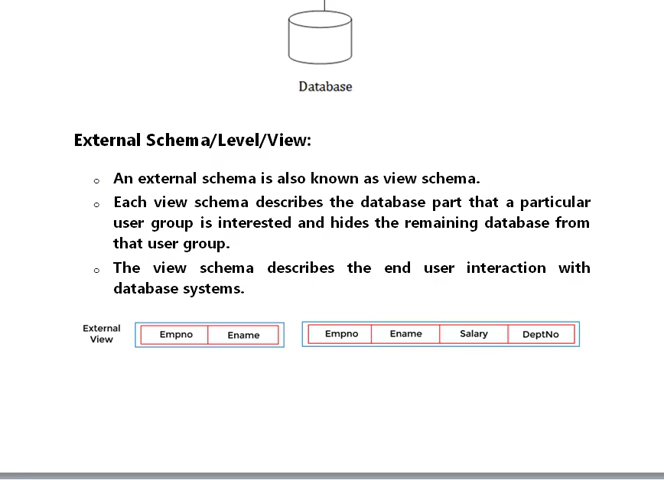 Database
External Schema/Level/View:
An external schema is also known as view schema.
Each view schema describes the database part that a particular
user group is interested and hides the remaining database from
that user group.
The view schema describes the end user interaction with
database systems.
External
View
Empno Ename
Empno Ename Salary DeptNo